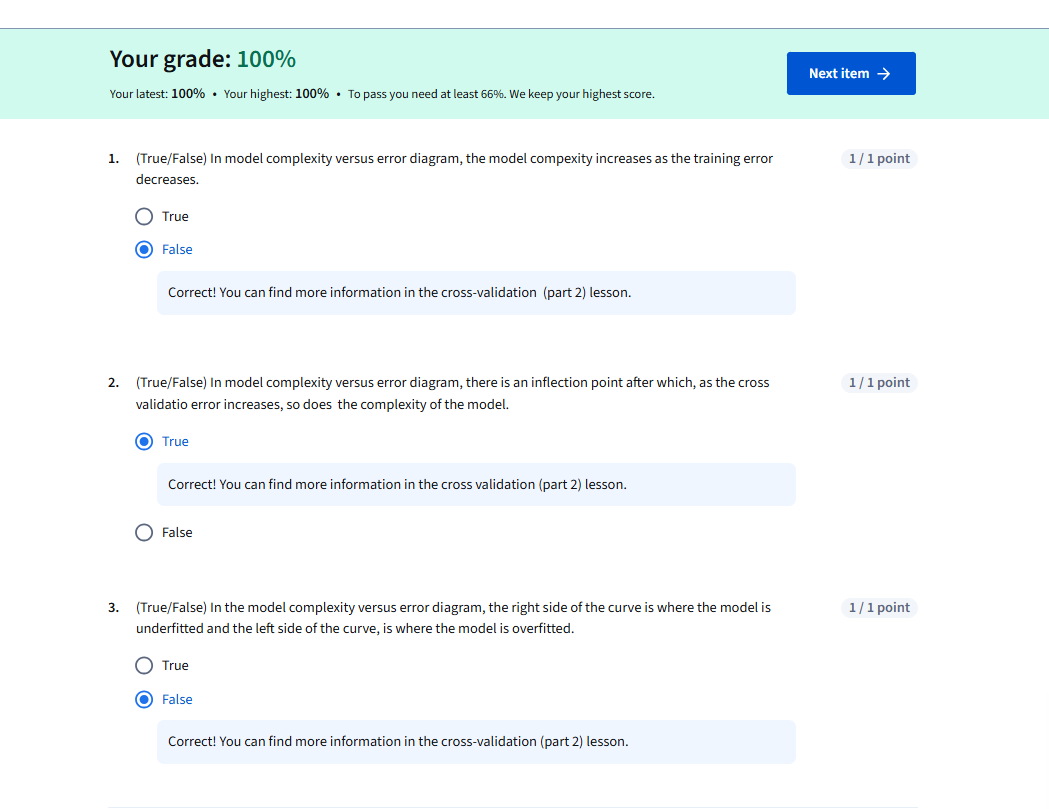 Your grade: 100%
Next item →
Your latest: 100% • Your highest: 100% • To pass you need at least 66%. We keep your highest score.
1. (True/False) In model complexity versus error diagram, the model compexity increases as the training error
decreases.
1 / 1 point
True
False
Correct! You can find more information in the cross-validation  (part 2) lesson.
2. (True/False) In model complexity versus error diagram, there is an inflection point after which, as the cross
validatio error increases, so does  the complexity of the model.
1 / 1 point
True
Correct! You can find more information in the cross validation (part 2) lesson.
False
3. (True/False) In the model complexity versus error diagram, the right side of the curve is where the model is
underfitted and the left side of the curve, is where the model is overfitted.
1 / 1 point
True
False
Correct! You can find more information in the cross-validation (part 2) lesson.